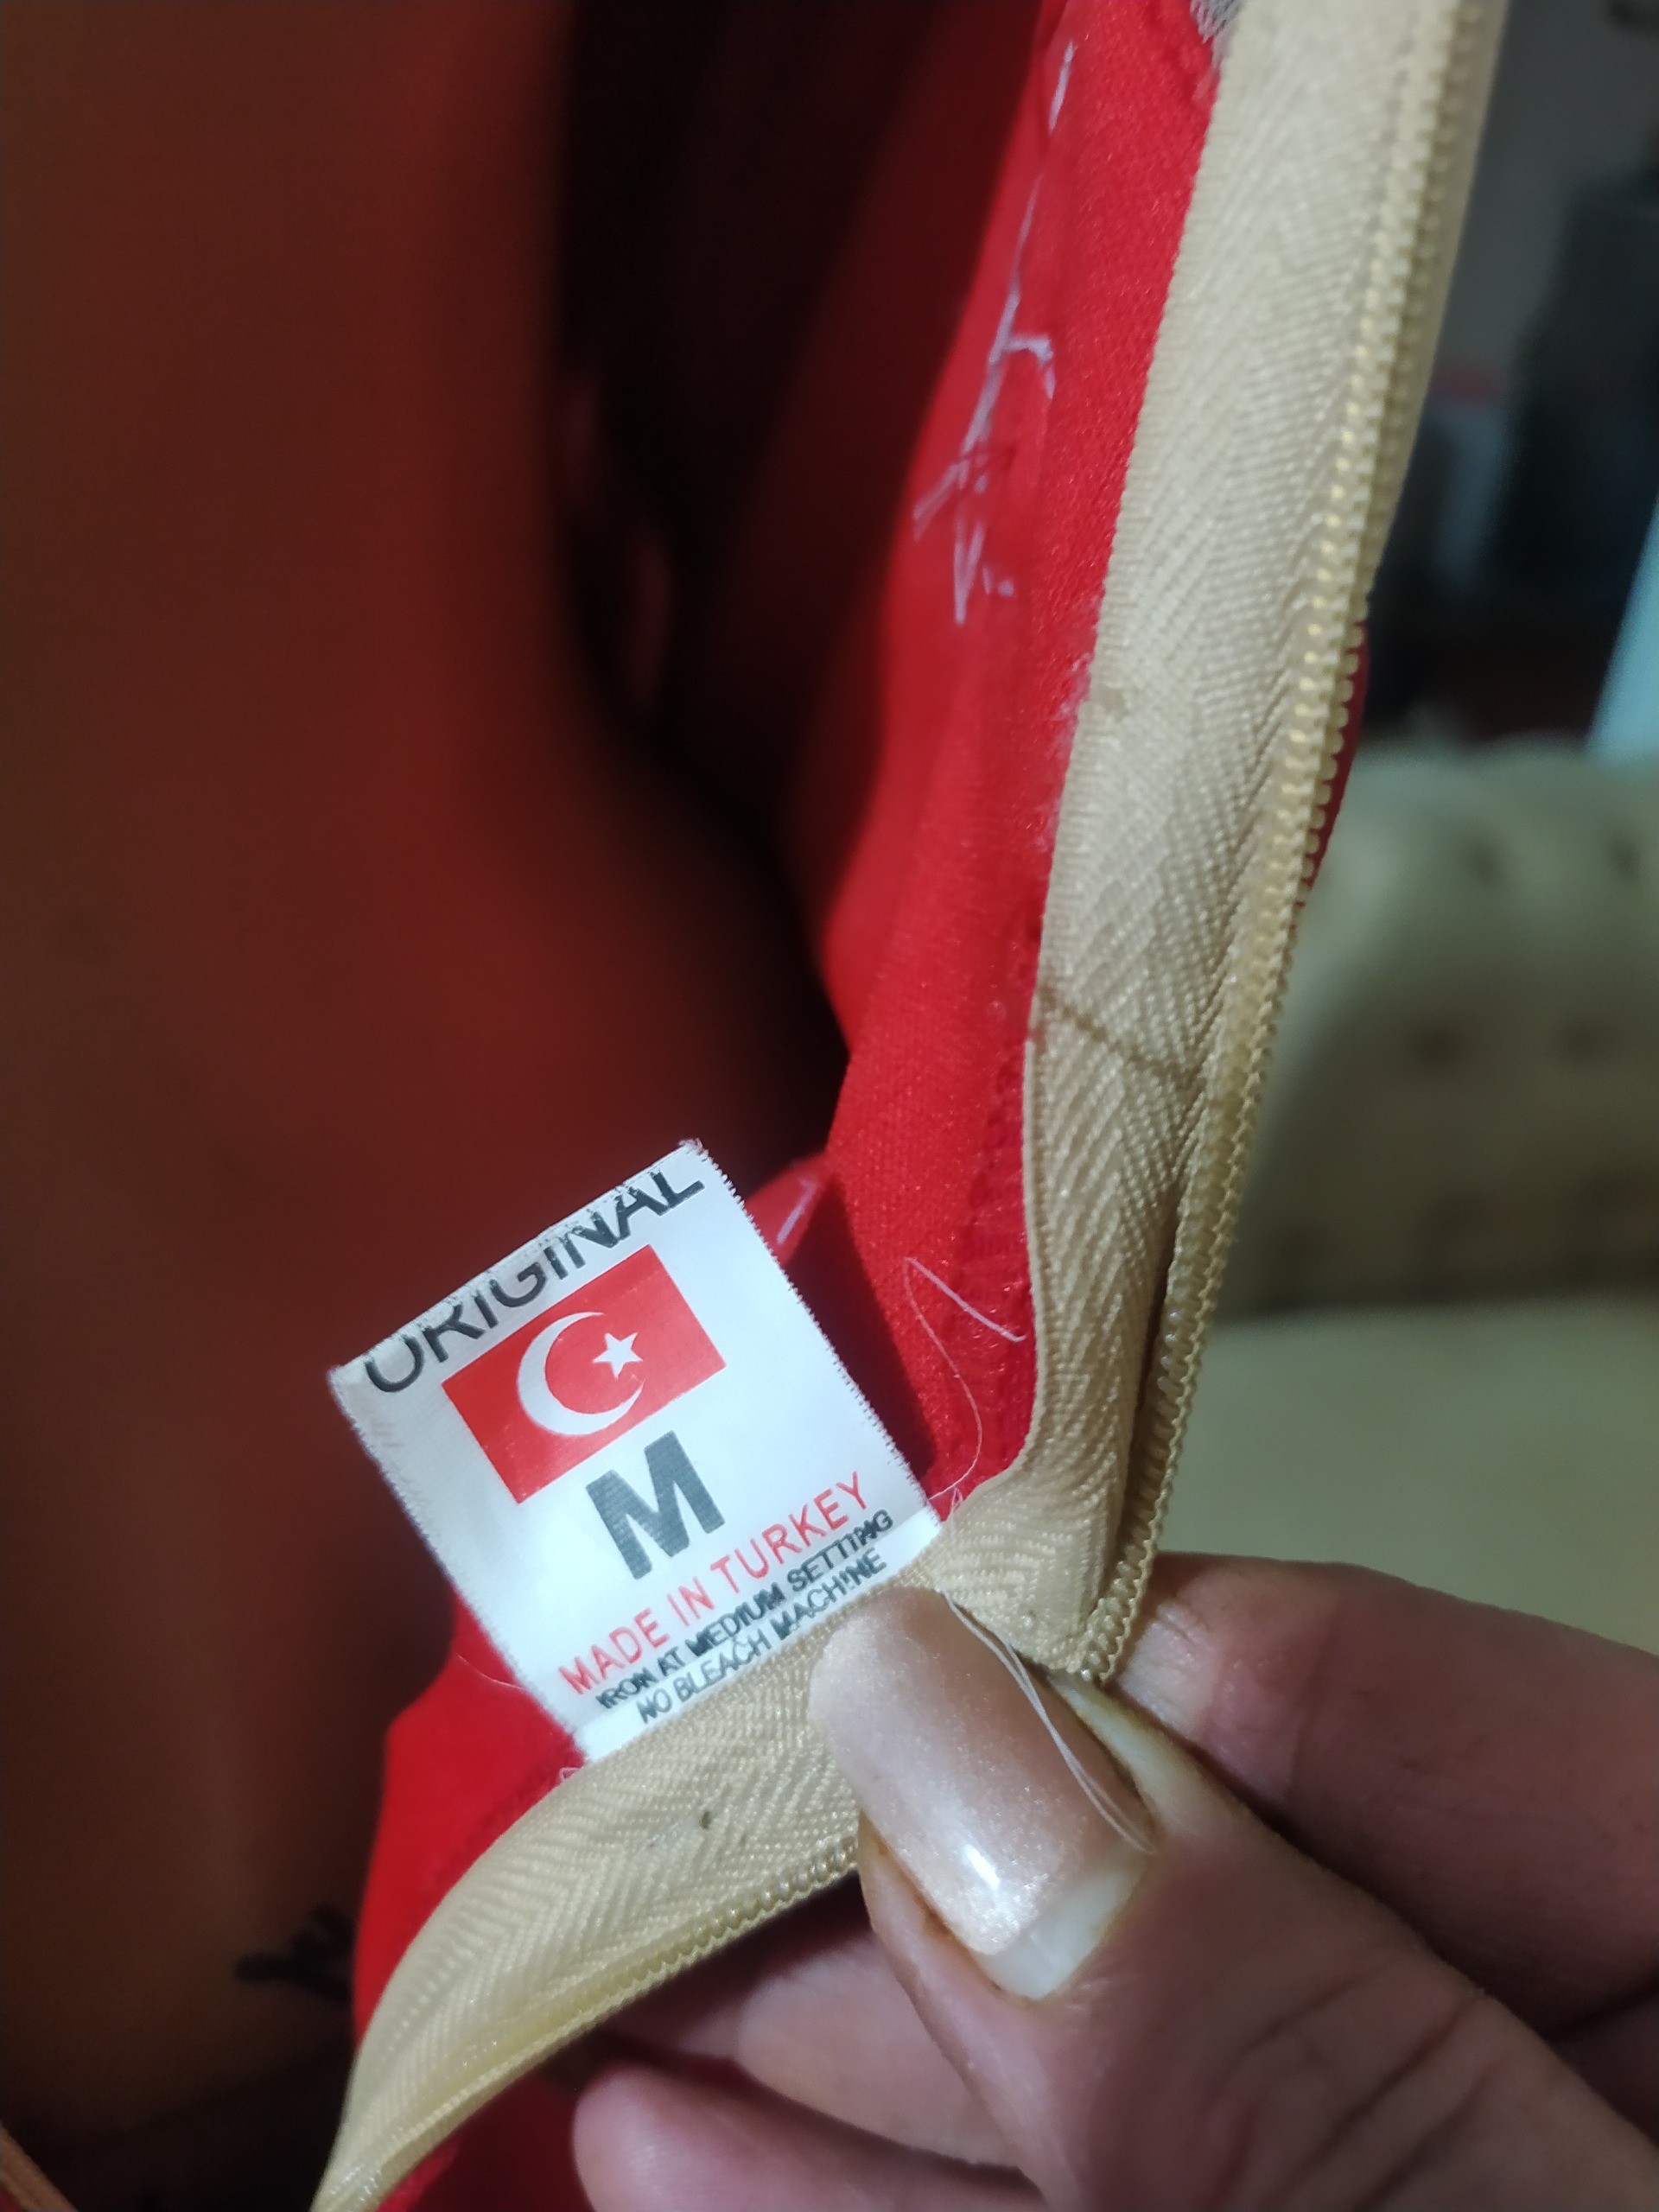 ORIGINAL
M
MADE IN TURKEY
IRON AT MEDIUM SETTING
NO BLEACH MACHINE